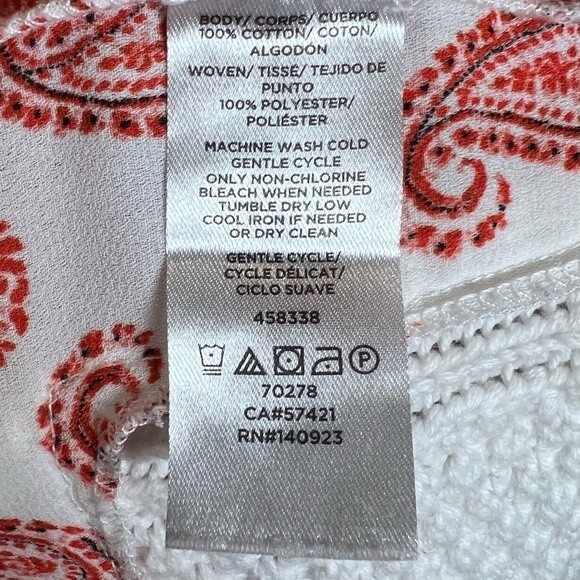 BODY/ CORPS/ CUERPO
100% COTTON/ COTON/
ALGODÓN
WOVEN/ TISSÉ/ TEJIDO DE
PUNTO
100% POLYESTER/
POLIÉSTER
MACHINE WASH COLD
GENTLE CYCLE
ONLY NON-CHLORINE
BLEACH WHEN NEEDED
TUMBLE DRY LOW
COOL IRON IF NEEDED
OR DRY CLEAN
GENTLE CYCLE/
CYCLE DÉLICAT/
CICLO SUAVE
458338
P
70278
CA#57421
RN#140923